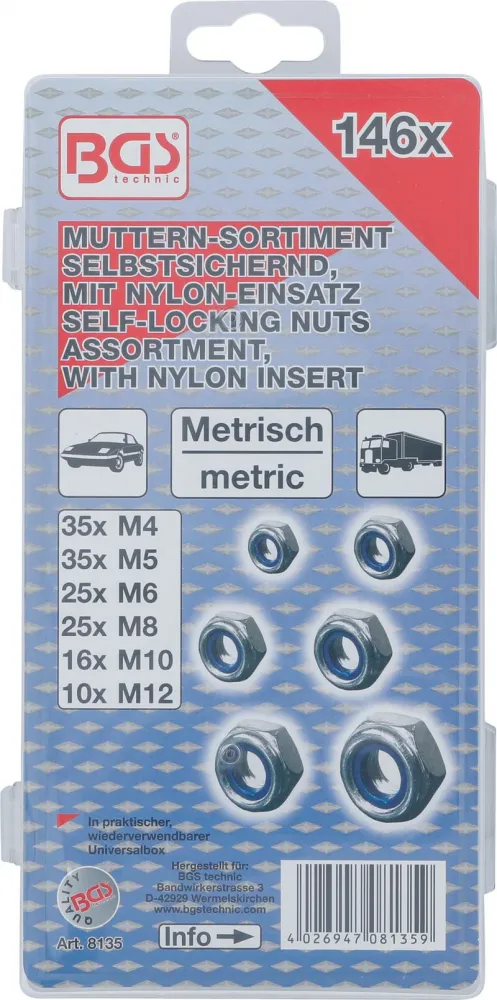 146x
BGS®
technic
MUTTERN-SORTIMENT
SELBSTSICHERND,
MIT NYLON-EINSATZ
SELF-LOCKING NUTS
ASSORTMENT,
WITH NYLON INSERT
Metrisch
metric
35x M4
35x M5
25x M6
25x M8
16x M10
10x M12
In praktischer,
wiederverwendbarer
Universalbox
QUALITY
BGS
Art. 8135
Hergestellt für:
BGS technic
Bandwirkerstrasse 3
D-42929 Wermelskirchen
www.bgstechnic.com
Info
4 026947 081359